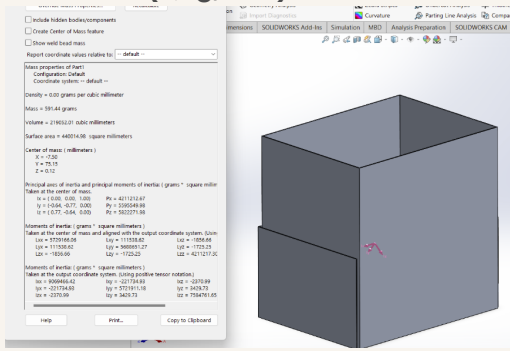 Include hidden bodies/components
Create Center of Mass feature
Show weld bead mass
Report coordinate values relative to: -- default --
Mass properties of Part1
Configuration: Default
Coordinate system: -- default --
Density = 0.00 grams per cubic millimeter
Mass = 591.44 grams
Volume = 219052.01 cubic millimeters
Surface area = 448014.98 square millimeters
Center of mass: ( millimeters )
X = -7.50
Y = 75.15
Z = 0.12
Principal axes of inertia and principal moments of inertia: ( grams * square millir
Taken at the center of mass.
Ix = ( 0.00, 0.00, 1.00) Px = 4211212.67
Iy = (-0.64, -0.77, 0.00) Py = 5595549.98
Iz = ( 0.77, -0.64, 0.00) Pz = 5822271.98
Moments of inertia: ( grams * square millimeters )
Taken at the center of mass and aligned with the output coordinate system. (Usin
Lxx = 5729166.06 Lxy = 111538.62 Lxz = -1856.66
Lyx = 111538.62 Lyy = 5688651.27 Lyz = -1723.25
Lzx = -1856.66 Lzy = -1723.25 Lzz = 4211217.3
Moments of inertia: ( grams * square millimeters )
Taken at the output coordinate system. (Using positive tensor notation.)
Ixx = 9069466.42 Ixy = -221734.93 Ixz = -2370.99
Iyx = -221734.93 Iyy = 5721911.18 Iyz = 3429.73
Izx = -2370.99 Izy = 3429.73 Izz = 7584761.6
Help Print... Copy to Clipboard
Import Diagnostics Curvature Parting Line Analysis Compa
mensions SOLIDWORKS Add-Ins Simulation MBD Analysis Preparation SOLIDWORKS CAM